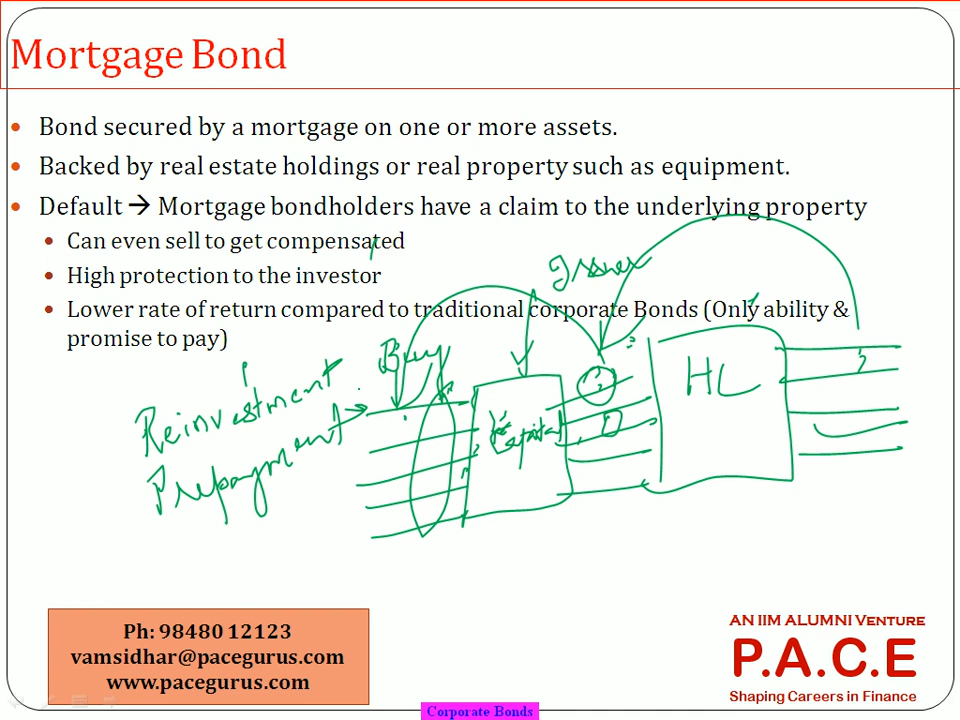 Mortgage Bond
• Bond secured by a mortgage on one or more assets.
• Backed by real estate holdings or real property such as equipment.
• Default → Mortgage bondholders have a claim to the underlying property
• Can even sell to get compensated
• High protection to the investor
• Lower rate of return compared to traditional corporate Bonds (Only ability &
promise to pay)
Issuer
Buy
HL
Reinvestment
Capital
Prepayment
Ph: 98480 12123
vamsidhar@pacegurus.com
www.pacegurus.com
AN IIM ALUMNI VENTURE
P.A.C.E
Shaping Careers in Finance
Corporate Bonds